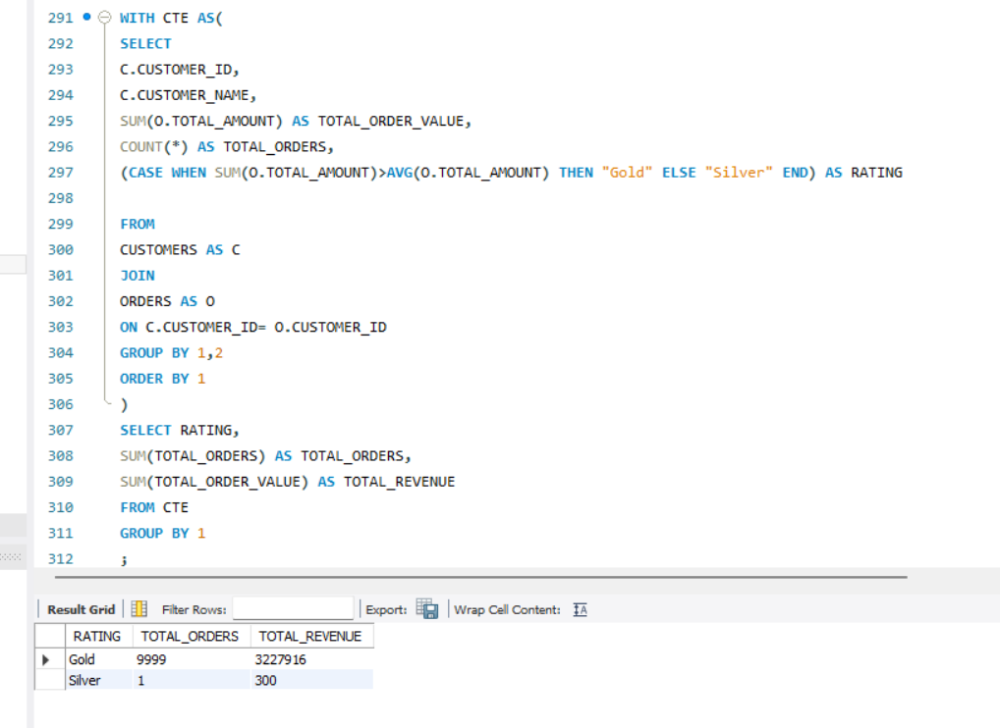 291 WITH CTE AS(
292 SELECT
293 C.CUSTOMER_ID,
294 C.CUSTOMER_NAME,
295 SUM(O.TOTAL_AMOUNT) AS TOTAL_ORDER_VALUE,
296 COUNT(*) AS TOTAL_ORDERS,
297 (CASE WHEN SUM(O.TOTAL_AMOUNT)>AVG(O.TOTAL_AMOUNT) THEN "Gold" ELSE "Silver" END) AS RATING
298
299 FROM
300 CUSTOMERS AS C
301 JOIN
302 ORDERS AS O
303 ON C.CUSTOMER_ID= O.CUSTOMER_ID
304 GROUP BY 1,2
305 ORDER BY 1
306 )
307 SELECT RATING,
308 SUM(TOTAL_ORDERS) AS TOTAL_ORDERS,
309 SUM(TOTAL_ORDER_VALUE) AS TOTAL_REVENUE
310 FROM CTE
311 GROUP BY 1
312 ;
Result Grid Filter Rows: Export: Wrap Cell Content: IA
RATING TOTAL_ORDERS TOTAL_REVENUE
Gold 9999 3227916
Silver 1 300